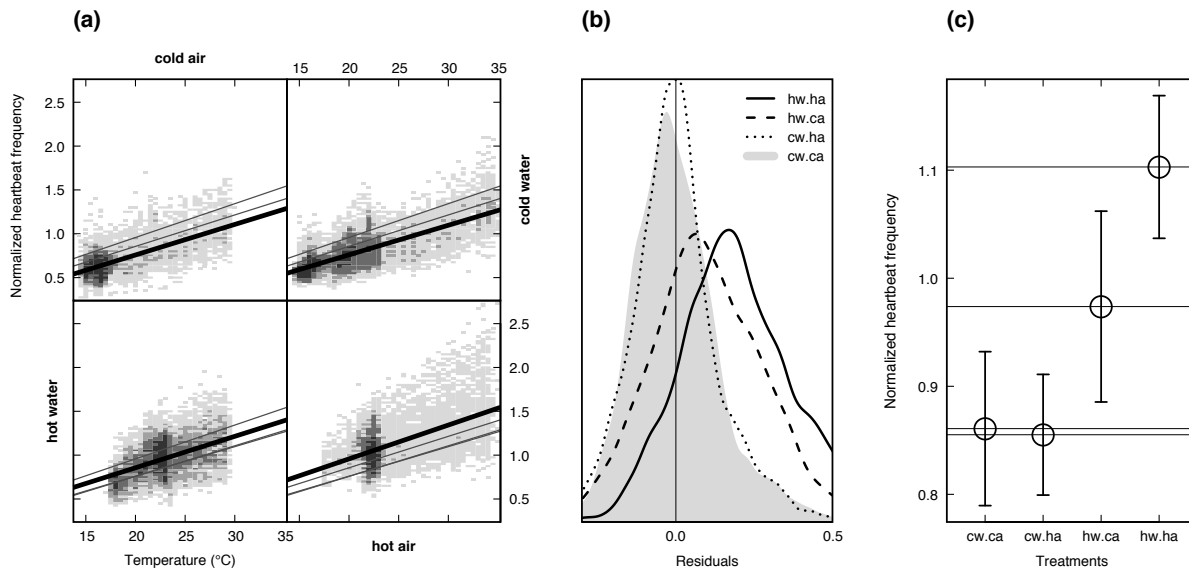 (a)
(b)
(c)
cold air
15 20 25 30 35
Normalized heartbeat frequency
2.5
2.0
1.5
1.0
0.5
cold water
hot water
2.5
2.0
1.5
1.0
0.5
15 20 25 30 35
Temperature (°C)
hot air
hw.ha
hw.ca
cw.ha
cw.ca
0.0 0.5
Residuals
Normalized heartbeat frequency
1.1
1.0
0.9
0.8
cw.ca cw.ha hw.ca hw.ha
Treatments